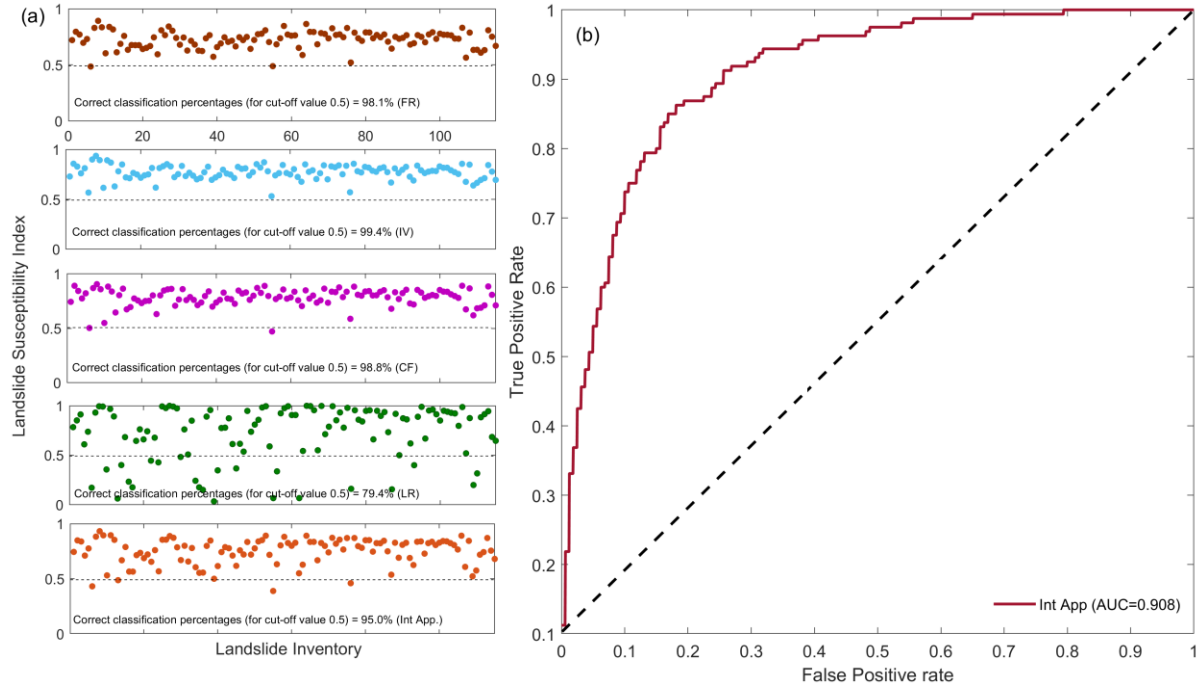 (a)
Landslide Susceptibility Index
1
0.5
0
Correct classification percentages (for cut-off value 0.5) = 98.1% (FR)
0 20 40 60 80 100
1
0.5
0
Correct classification percentages (for cut-off value 0.5) = 99.4% (IV)
1
0.5
0
Correct classification percentages (for cut-off value 0.5) = 98.8% (CF)
1
0.5
0
Correct classification percentages (for cut-off value 0.5) = 79.4% (LR)
1
0.5
0
Correct classification percentages (for cut-off value 0.5) = 95.0% (Int App.)
Landslide Inventory
(b)
True Positive Rate
1
0.9
0.8
0.7
0.6
0.5
0.4
0.3
0.2
0.1
Int App (AUC=0.908)
0 0.1 0.2 0.3 0.4 0.5 0.6 0.7 0.8 0.9 1
False Positive rate